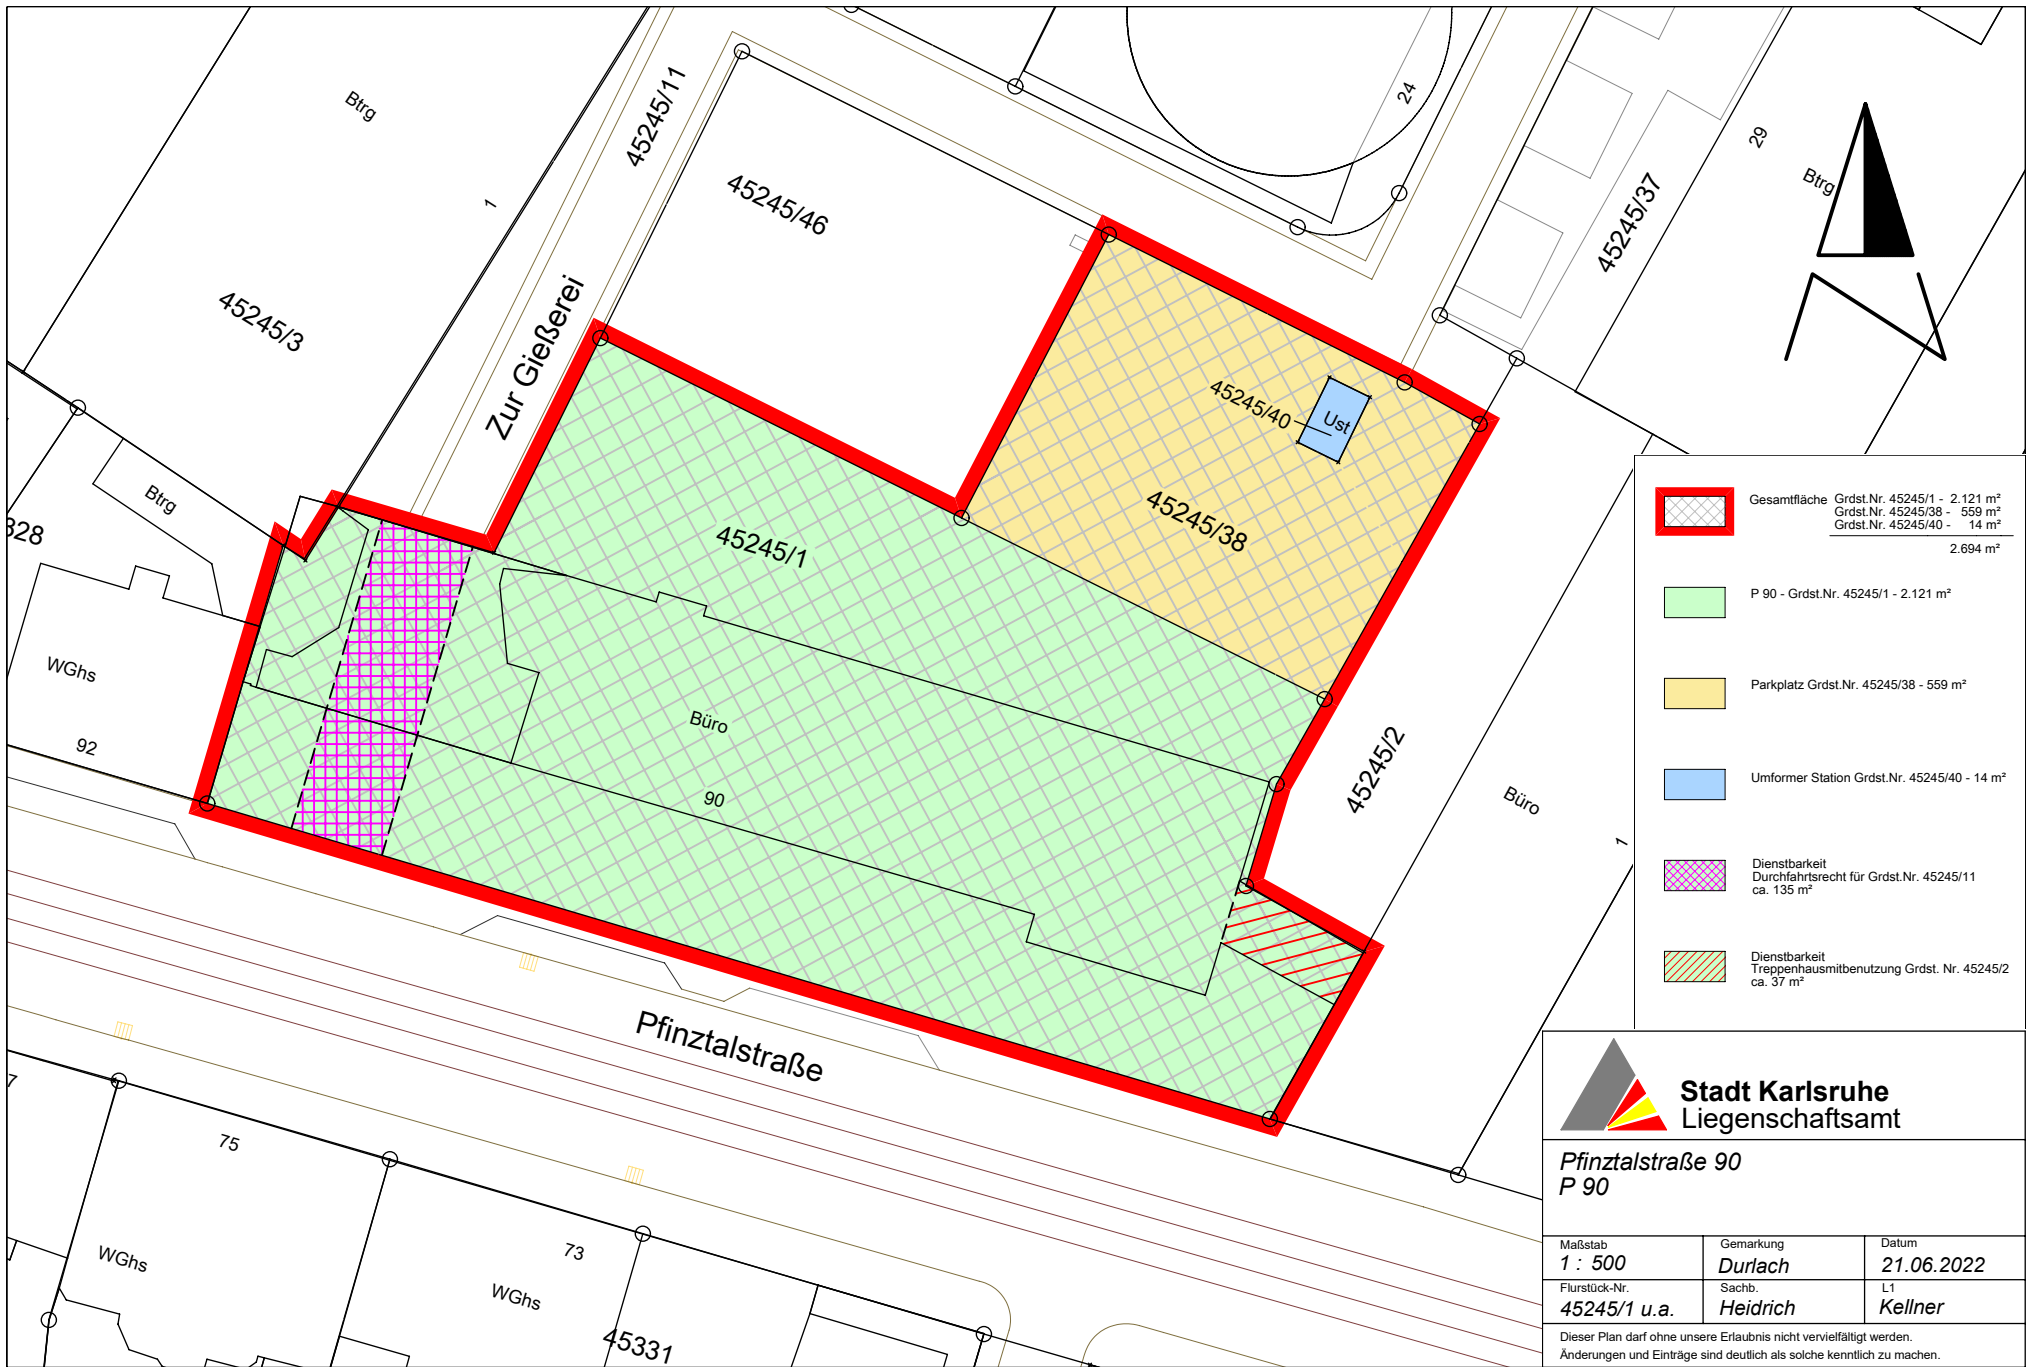 Btrg
45245/11
24
29
Btrg
1
45245/46
45245/37
45245/3
Zur Gießerei
45245/40
Ust
45245/38
45245/1
Btrg
328
WGhs
92
Büro
90
45245/2
Büro
1
Pfinztalstraße
7
75
WGhs
73
WGhs
45331
Gesamtfläche Grdst.Nr. 45245/1 - 2.121 m²
Grdst.Nr. 45245/38 - 559 m²
Grdst.Nr. 45245/40 - 14 m²
2.694 m²
P 90 - Grdst.Nr. 45245/1 - 2.121 m²
Parkplatz Grdst.Nr. 45245/38 - 559 m²
Umformer Station Grdst.Nr. 45245/40 - 14 m²
Dienstbarkeit
Durchfahrtsrecht für Grdst.Nr. 45245/11
ca. 135 m²
Dienstbarkeit
Treppenhausmitbenutzung Grdst. Nr. 45245/2
ca. 37 m²
Stadt Karlsruhe
Liegenschaftsamt
Pfinztalstraße 90
P 90
Maßstab
1 : 500
Gemarkung
Durlach
Datum
21.06.2022
Flurstück-Nr.
45245/1 u.a.
Sachb.
Heidrich
L1
Kellner
Dieser Plan darf ohne unsere Erlaubnis nicht vervielfältigt werden.
Änderungen und Einträge sind deutlich als solche kenntlich zu machen.